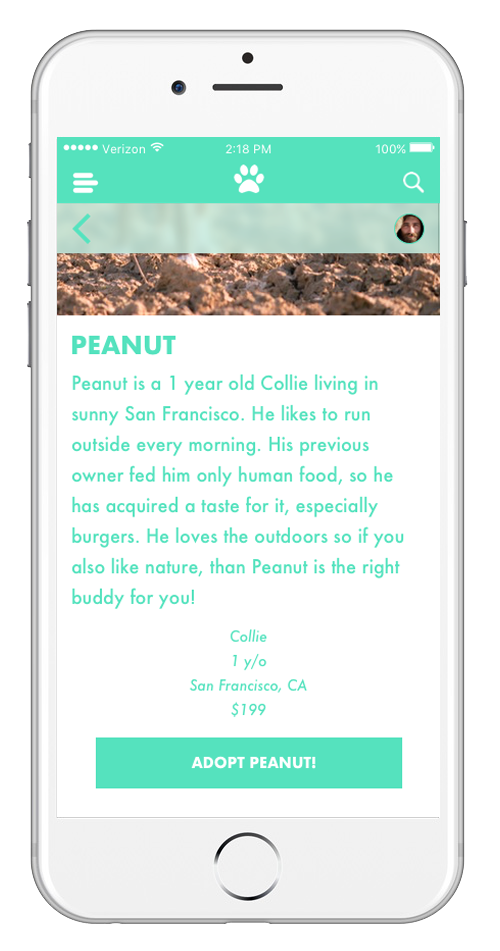 Verizon 2:18 PM 100%
PEANUT
Peanut is a 1 year old Collie living in
sunny San Francisco. He likes to run
outside every morning. His previous
owner fed him only human food, so he
has acquired a taste for it, especially
burgers. He loves the outdoors so if you
also like nature, than Peanut is the right
buddy for you!
Collie
1 y/o
San Francisco, CA
$199
ADOPT PEANUT!